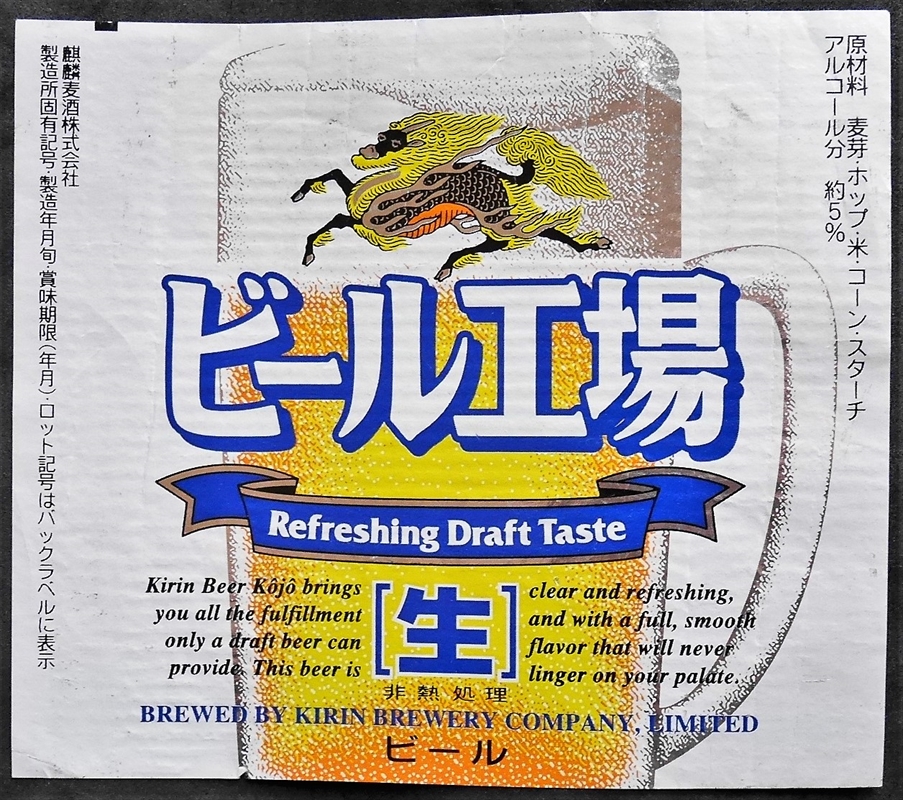 原材料 麦芽・ホップ・米・コーン・スターチ
アルコール分 約5%
麒麟麦酒株式会社
製造所固有記号・製造年月旬・賞味期限(年月)・ロット記号はバックラベルに表示
ビール工場
Refreshing Draft Taste
Kirin Beer Kôjô brings
you all the fulfillment
only a draft beer can
provide. This beer is
[生]
clear and refreshing,
and with a full, smooth
flavor that will never
linger on your palate.
非熱処理
BREWED BY KIRIN BREWERY COMPANY, LIMITED
ビール